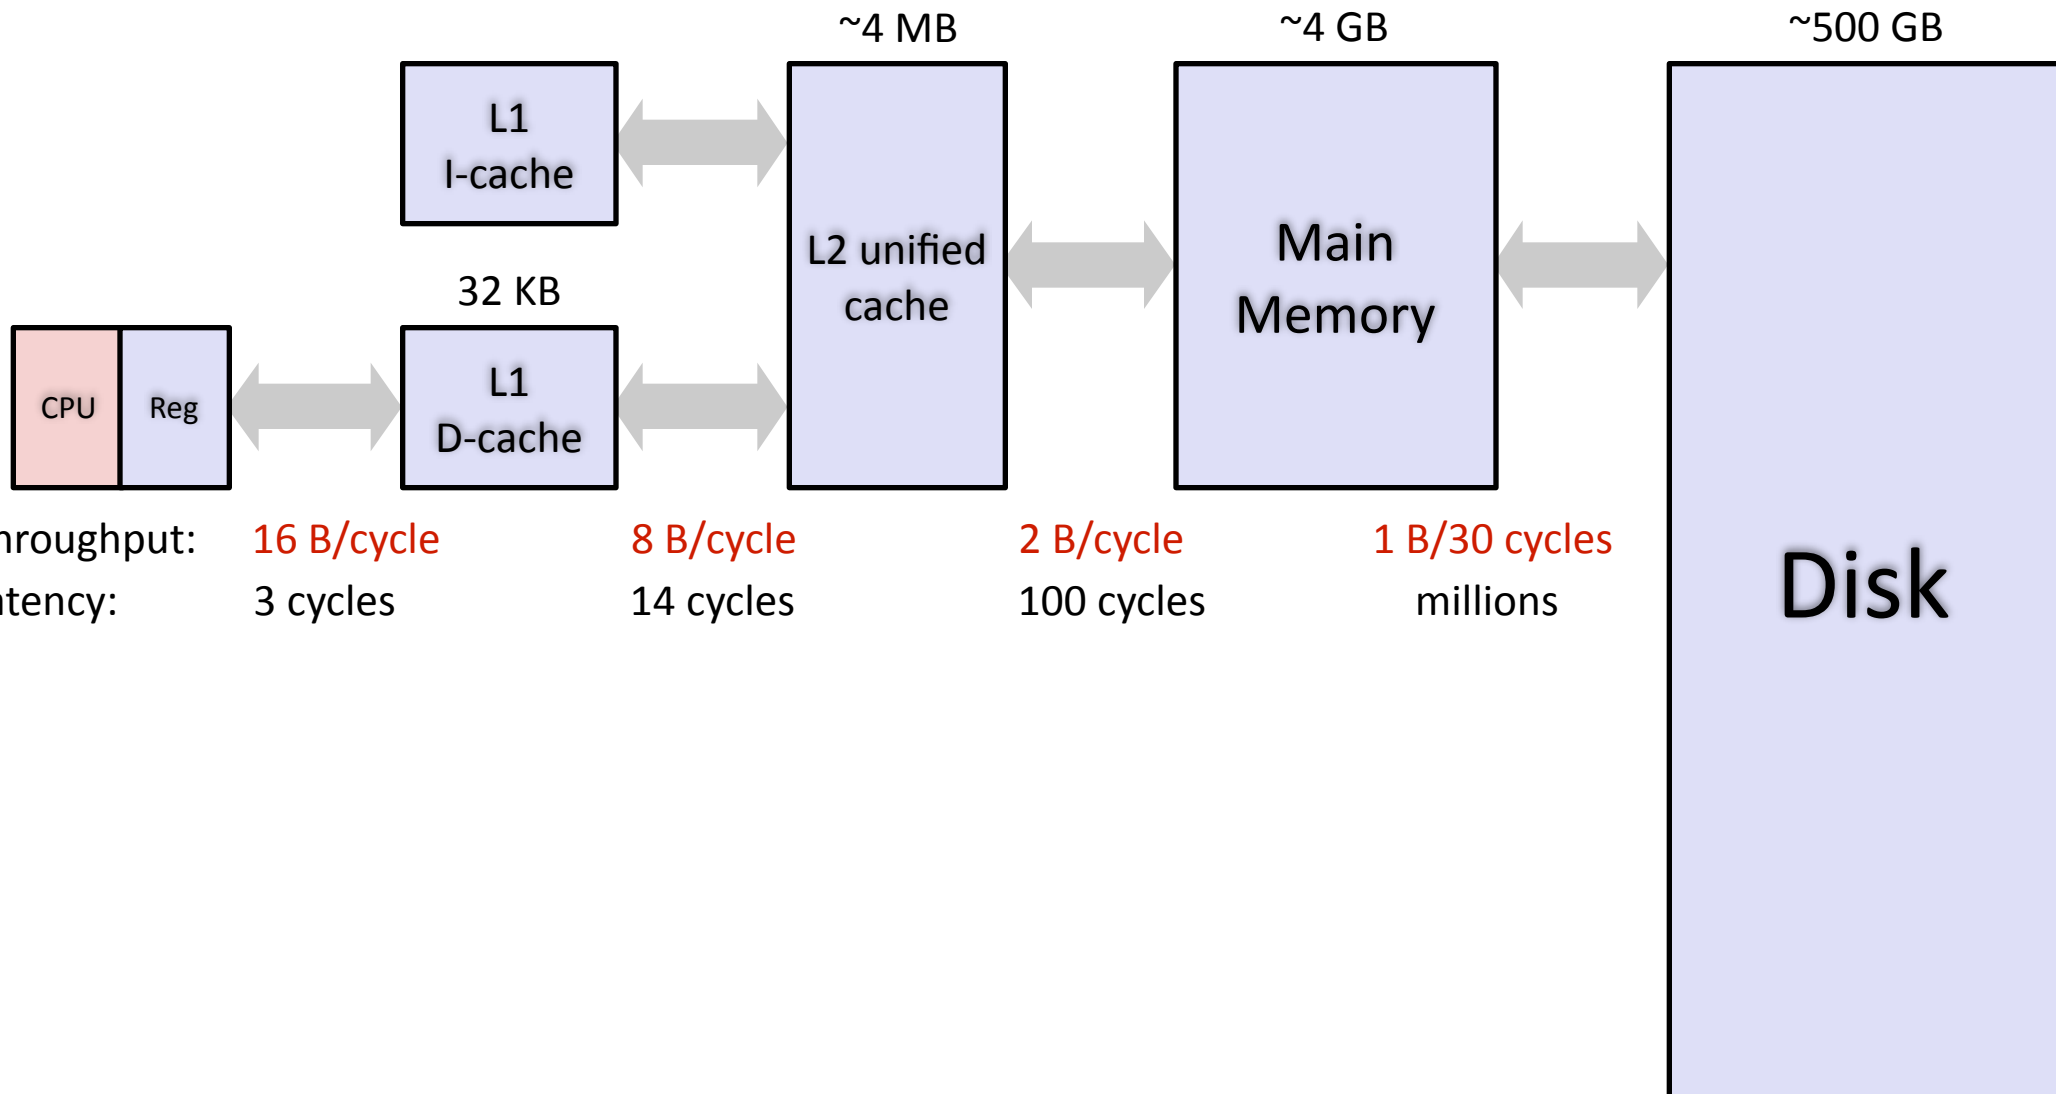 ~4 MB
~4 GB
~500 GB
L1
I-cache
L2 unified
cache
Main
Memory
32 KB
CPU
Reg
L1
D-cache
hroughput: 16 B/cycle 8 B/cycle 2 B/cycle 1 B/30 cycles
atency: 3 cycles 14 cycles 100 cycles millions
Disk